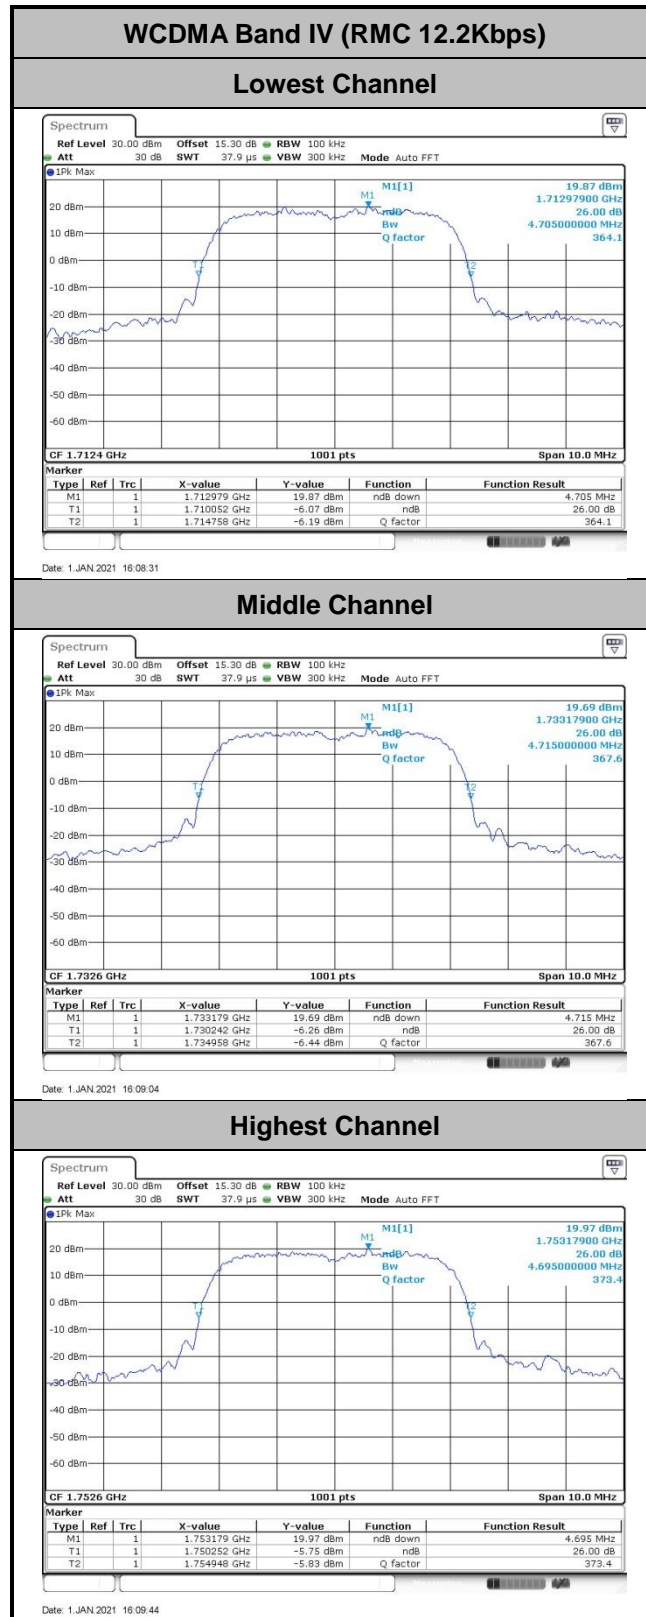 WCDMA Band IV (RMC 12.2Kbps)
Lowest Channel
Spectrum
Ref Level 30.00 dBm Offset 15.30 dB RBW 100 kHz
Att 30 dB SWT 37.9 µs VBW 300 kHz Mode Auto FFT
1Pk Max
M1[1] 19.87 dBm
M1 1.71297900 GHz
20 dBm ndB 26.00 dB
Bw 4.705000000 MHz
10 dBm Q factor 364.1
0 dBm
T1 T2
-10 dBm
-20 dBm
-30 dBm
-40 dBm
-50 dBm
-60 dBm
CF 1.7124 GHz 1001 pts Span 10.0 MHz
Marker
Type Ref Trc X-value Y-value Function Function Result
M1 1 1.712979 GHz 19.87 dBm ndB down 4.705 MHz
T1 1 1.710052 GHz -6.07 dBm ndB 26.00 dB
T2 1 1.714758 GHz -6.19 dBm Q factor 364.1
Date: 1.JAN.2021 16:08:31
Middle Channel
Spectrum
Ref Level 30.00 dBm Offset 15.30 dB RBW 100 kHz
Att 30 dB SWT 37.9 µs VBW 300 kHz Mode Auto FFT
1Pk Max
M1[1] 19.69 dBm
M1 1.73317900 GHz
20 dBm ndB 26.00 dB
Bw 4.715000000 MHz
10 dBm Q factor 367.6
0 dBm
T1 T2
-10 dBm
-20 dBm
-30 dBm
-40 dBm
-50 dBm
-60 dBm
CF 1.7326 GHz 1001 pts Span 10.0 MHz
Marker
Type Ref Trc X-value Y-value Function Function Result
M1 1 1.733179 GHz 19.69 dBm ndB down 4.715 MHz
T1 1 1.730242 GHz -6.26 dBm ndB 26.00 dB
T2 1 1.734958 GHz -6.44 dBm Q factor 367.6
Date: 1.JAN.2021 16:09:04
Highest Channel
Spectrum
Ref Level 30.00 dBm Offset 15.30 dB RBW 100 kHz
Att 30 dB SWT 37.9 µs VBW 300 kHz Mode Auto FFT
1Pk Max
M1[1] 19.97 dBm
M1 1.75317900 GHz
20 dBm ndB 26.00 dB
Bw 4.695000000 MHz
10 dBm Q factor 373.4
0 dBm
T1 T2
-10 dBm
-20 dBm
-30 dBm
-40 dBm
-50 dBm
-60 dBm
CF 1.7526 GHz 1001 pts Span 10.0 MHz
Marker
Type Ref Trc X-value Y-value Function Function Result
M1 1 1.753179 GHz 19.97 dBm ndB down 4.695 MHz
T1 1 1.750252 GHz -5.75 dBm ndB 26.00 dB
T2 1 1.754948 GHz -5.83 dBm Q factor 373.4
Date: 1.JAN.2021 16:09:44